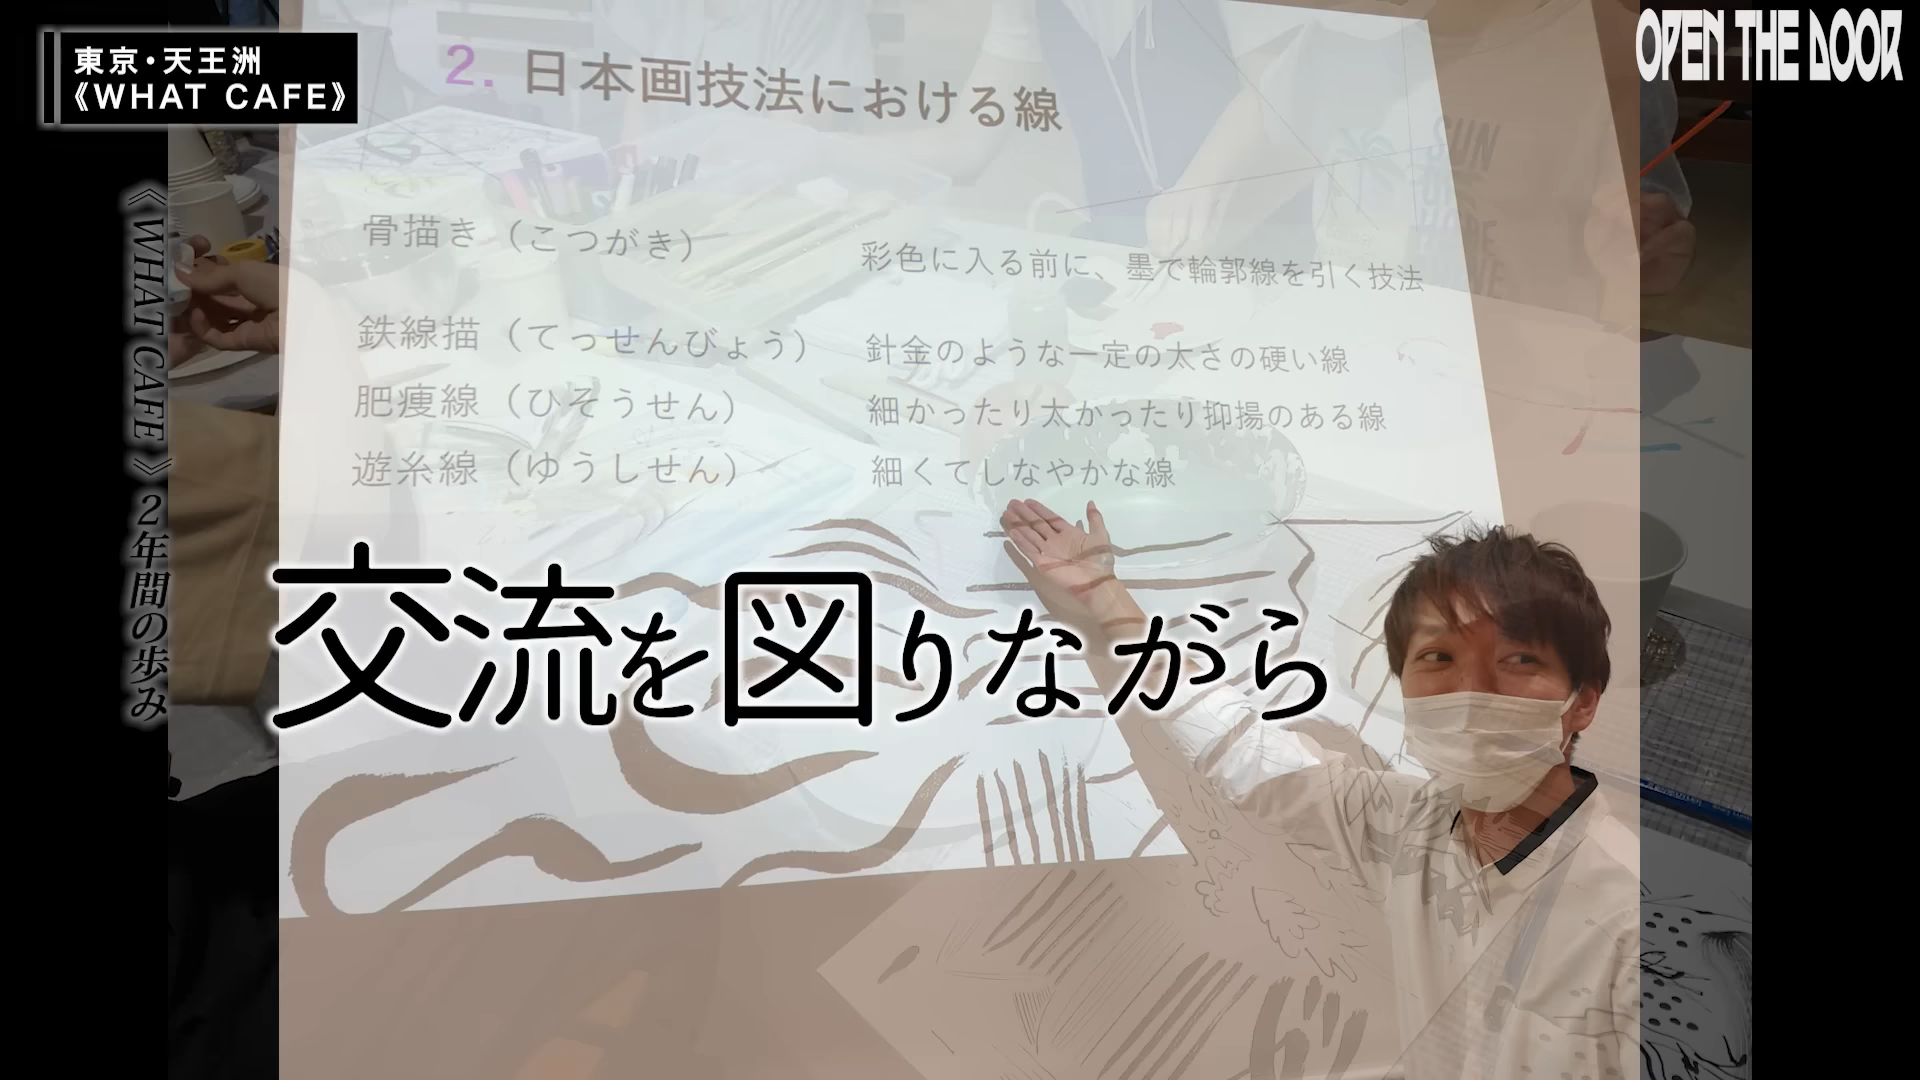 東京・天王洲
《WHAT CAFE》
OPEN THE DOOR
《WHAT CAFE》2年間の歩み
2. 日本画技法における線
骨描き（こつがき） 彩色に入る前に、墨で輪郭線を引く技法
鉄線描（てっせんびょう） 針金のような一定の太さの硬い線
肥痩線（ひそうせん） 細かったり太かったり抑揚のある線
遊糸線（ゆうしせん） 細くてしなやかな線
交流を図りながら
SUN